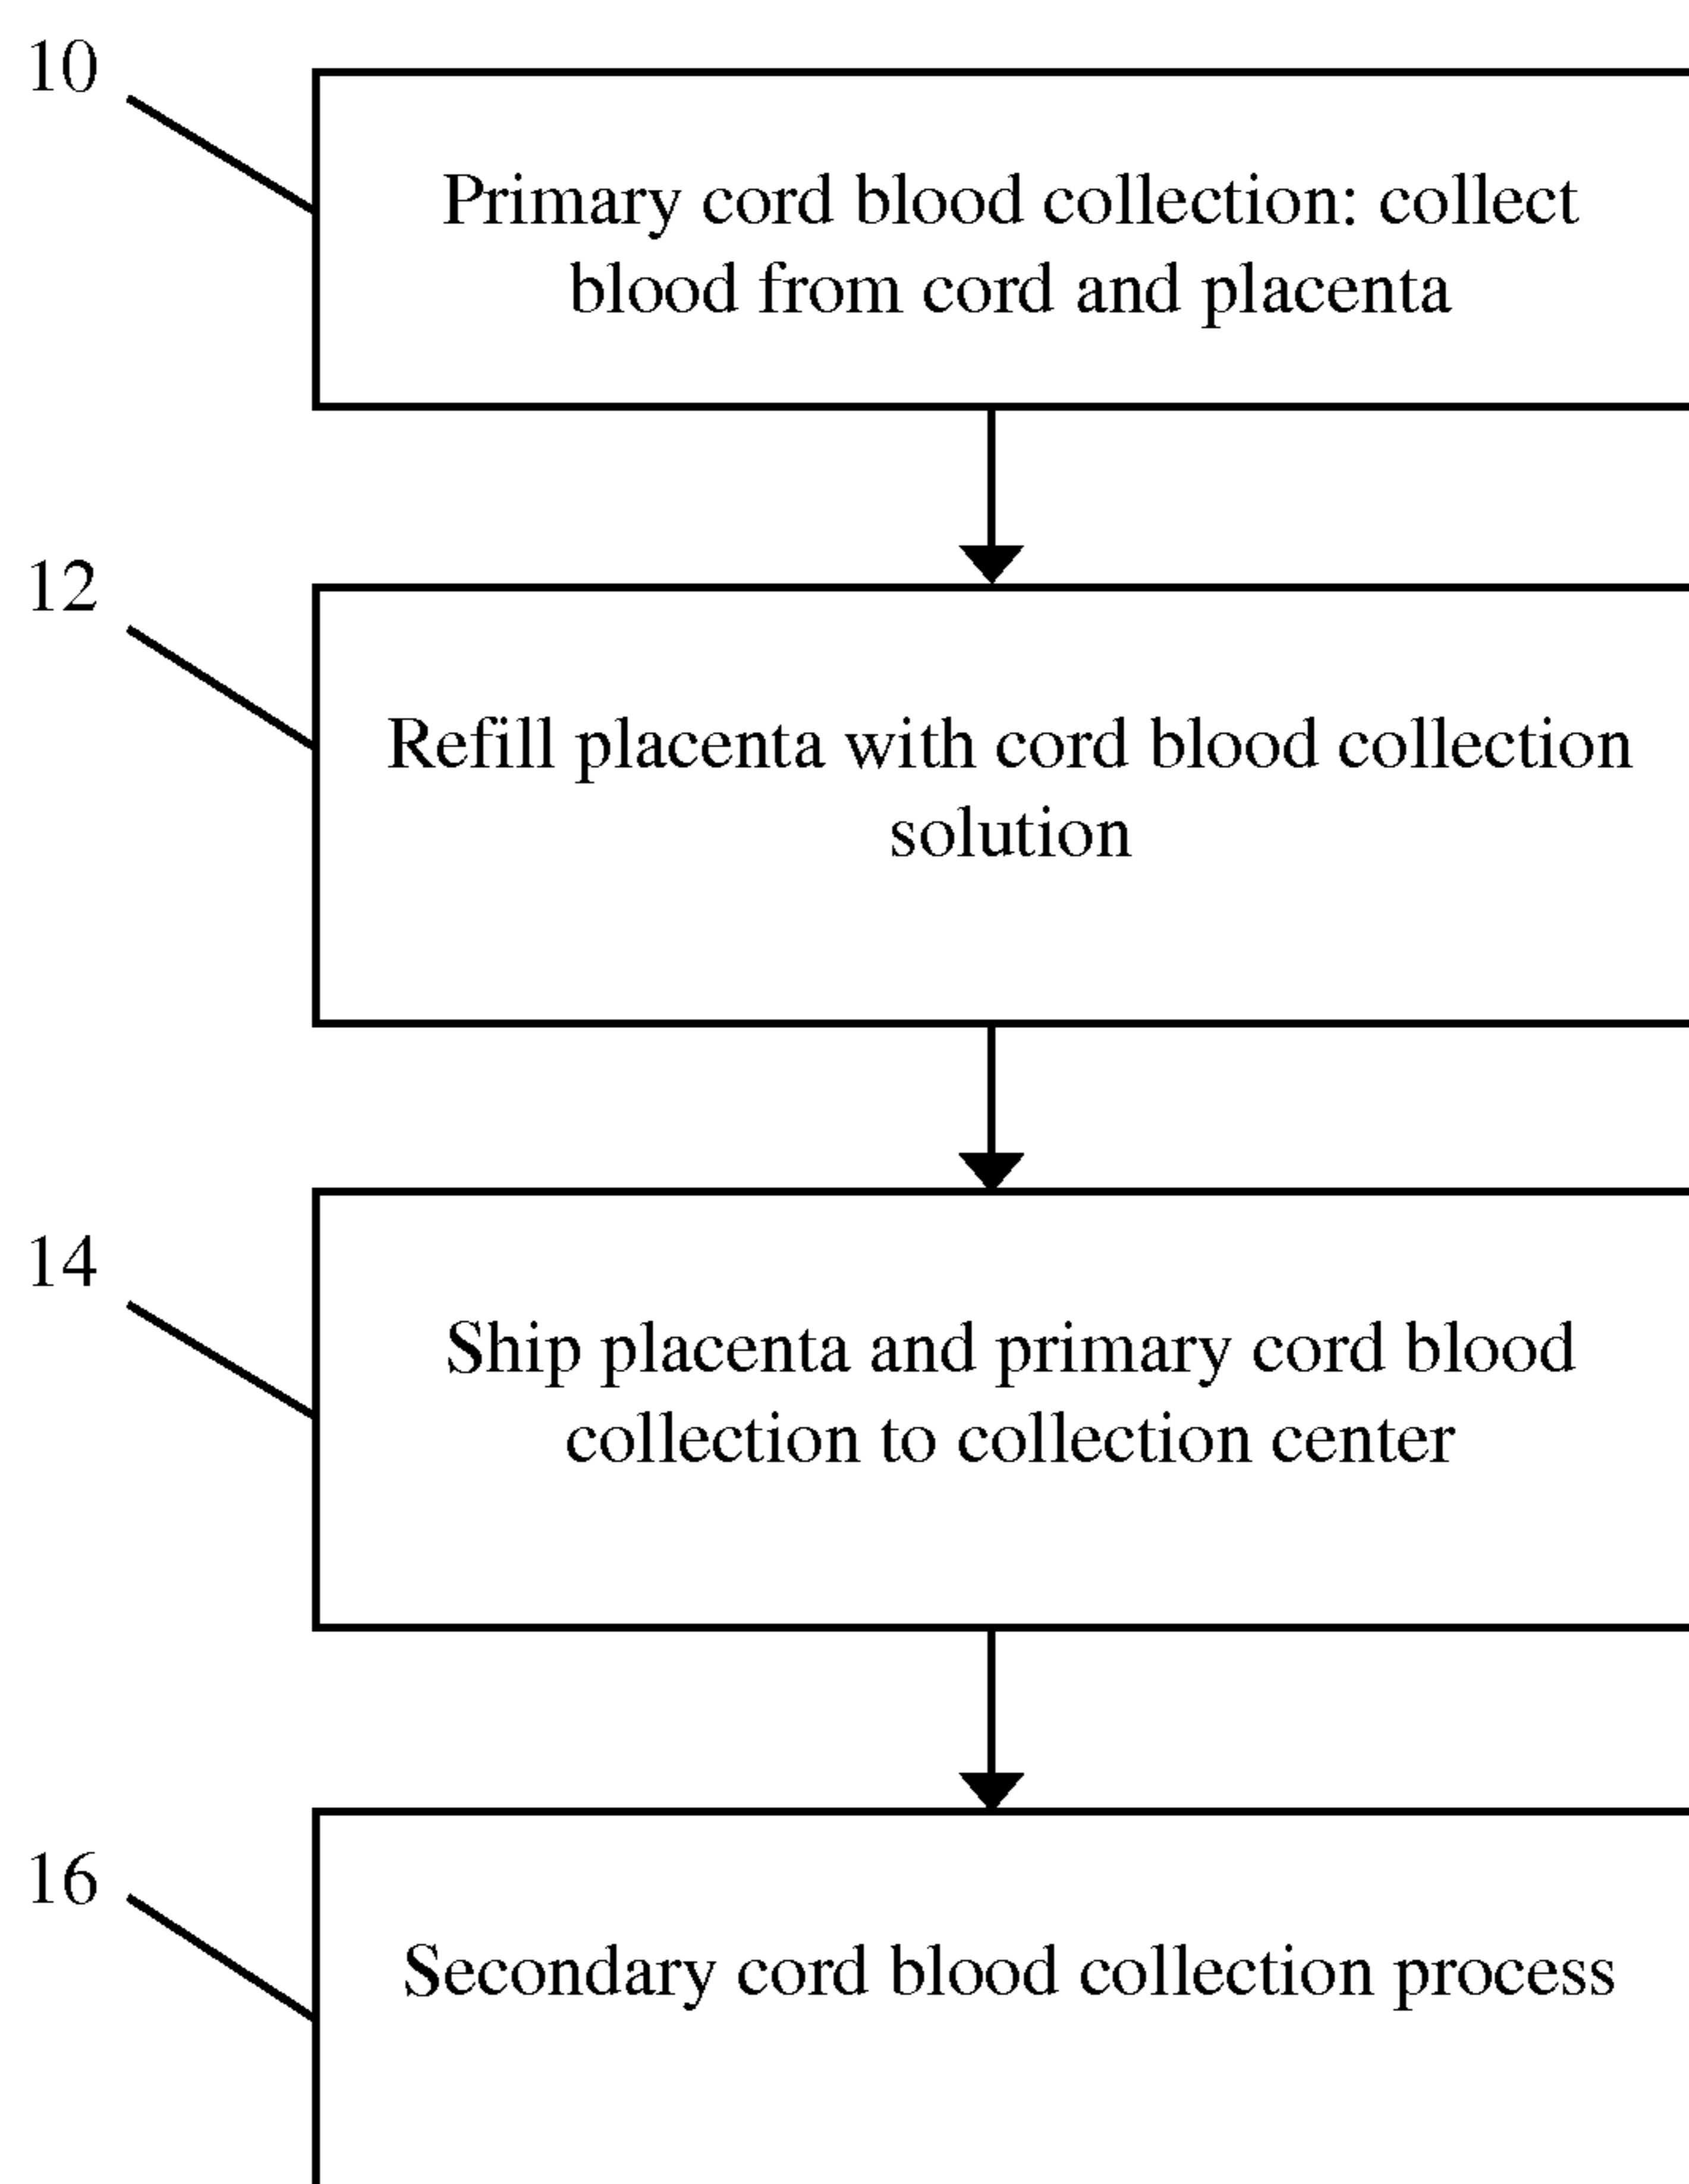 10
Primary cord blood collection: collect
blood from cord and placenta
12
Refill placenta with cord blood collection
solution
14
Ship placenta and primary cord blood
collection to collection center
16
Secondary cord blood collection process